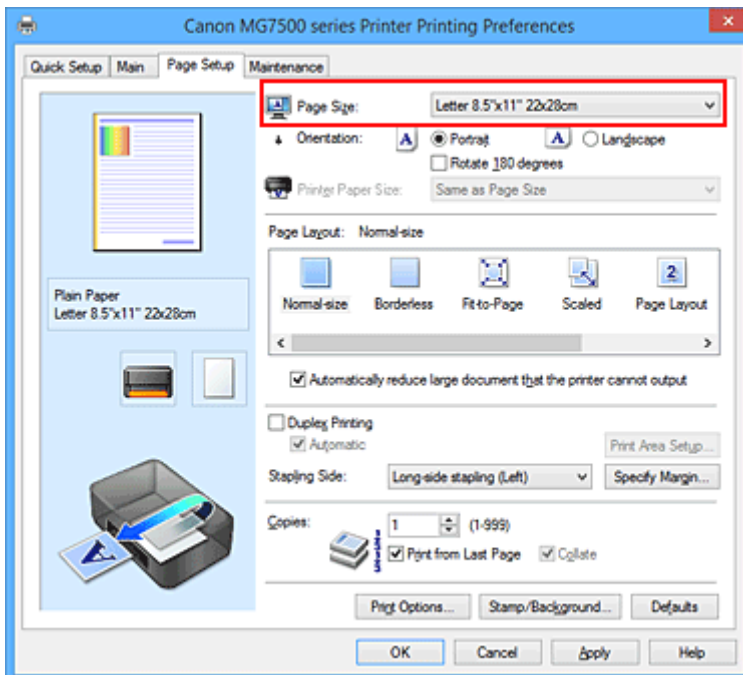 Canon MG7500 series Printer Printing Preferences
Quick Setup Main Page Setup Maintenance
Page Size: Letter 8.5"x11" 22x28cm
Orientation: A Portrait A Landscape
Rotate 180 degrees
Printer Paper Size: Same as Page Size
Page Layout: Normal-size
2
Normal-size Borderless Fit-to-Page Scaled Page Layout
Plain Paper
Letter 8.5"x11" 22x28cm
Automatically reduce large document that the printer cannot output
Duplex Printing
Automatic Print Area Setup...
Stapling Side: Long-side stapling (Left) Specify Margin...
Copies: 1 (1-999)
Print from Last Page Collate
A
Print Options... Stamp/Background... Defaults
OK Cancel Apply Help